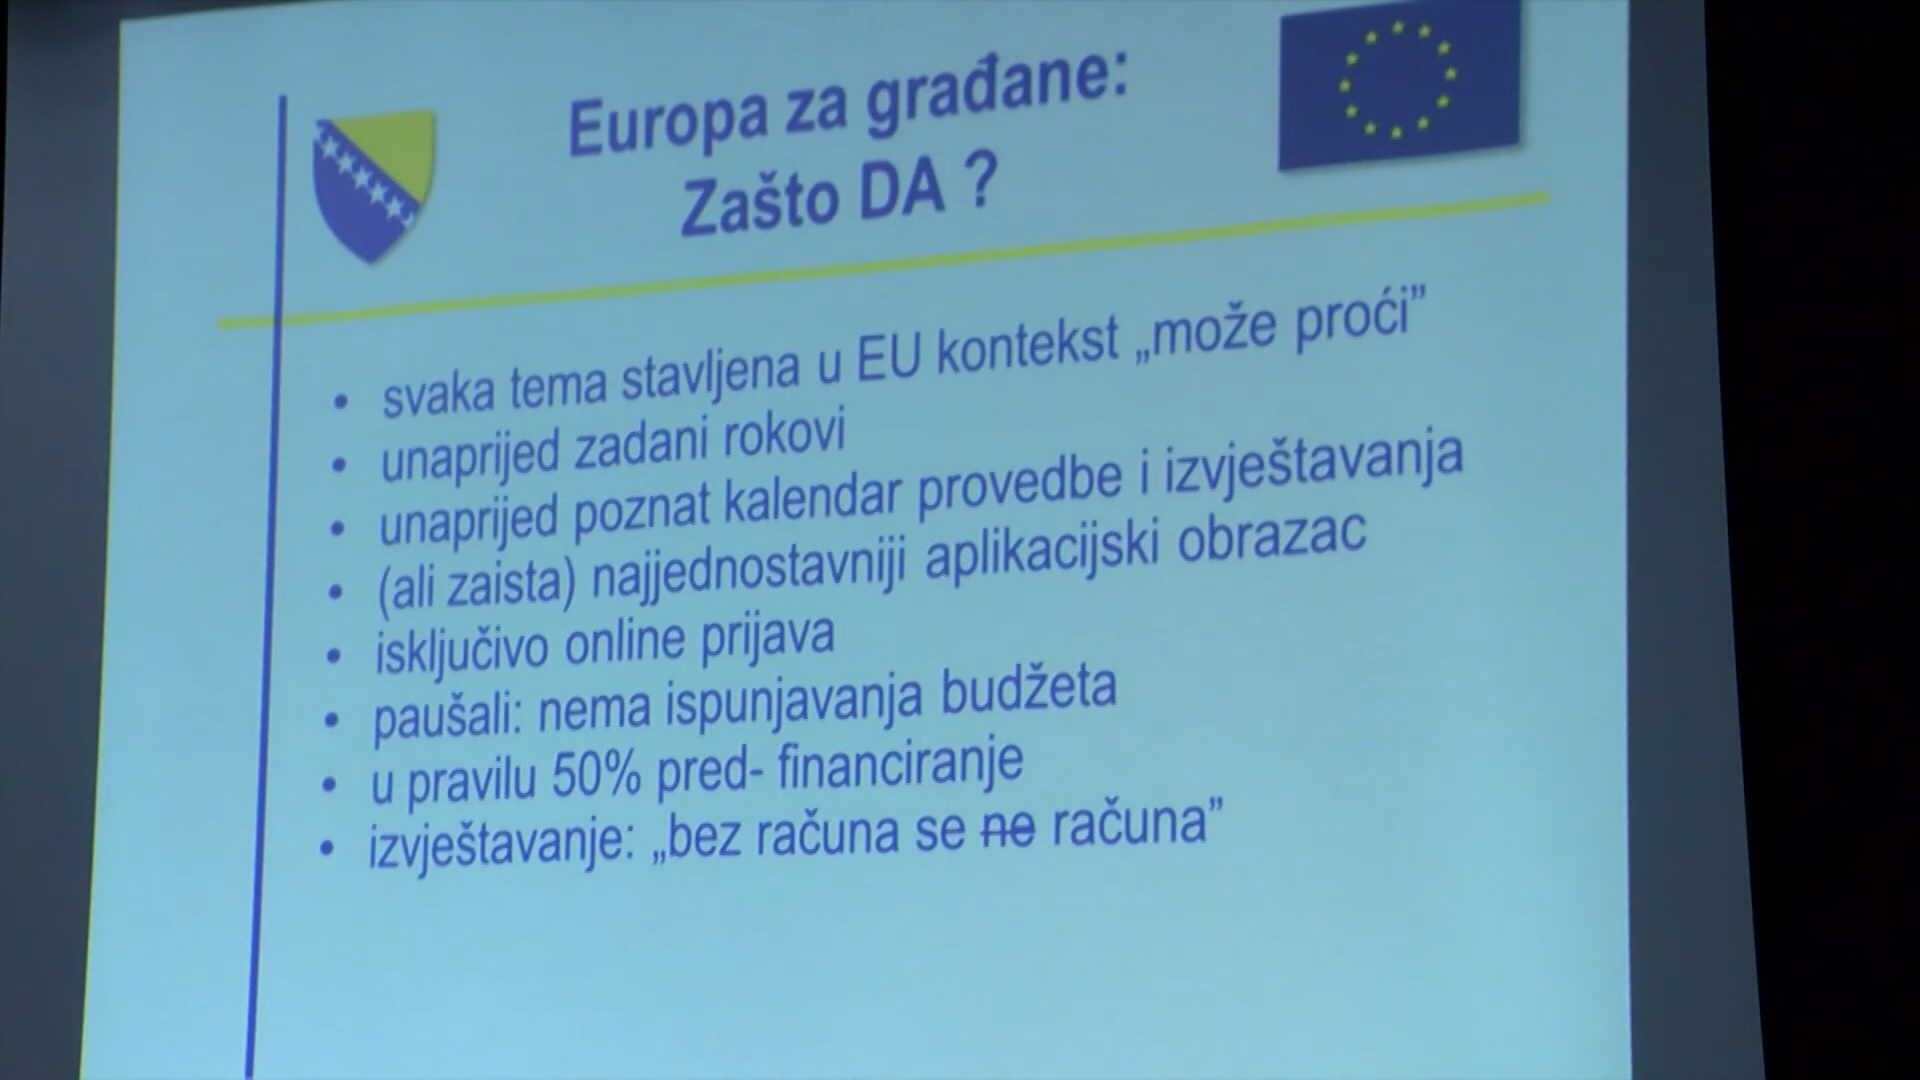 Europa za građane:
Zašto DA ?
• svaka tema stavljena u EU kontekst „može proći”
• unaprijed zadani rokovi
• unaprijed poznat kalendar provedbe i izvještavanja
• (ali zaista) najjednostavniji aplikacijski obrazac
• isključivo online prijava
• paušali: nema ispunjavanja budžeta
• u pravilu 50% pred- financiranje
• izvještavanje: „bez računa se ne računa”